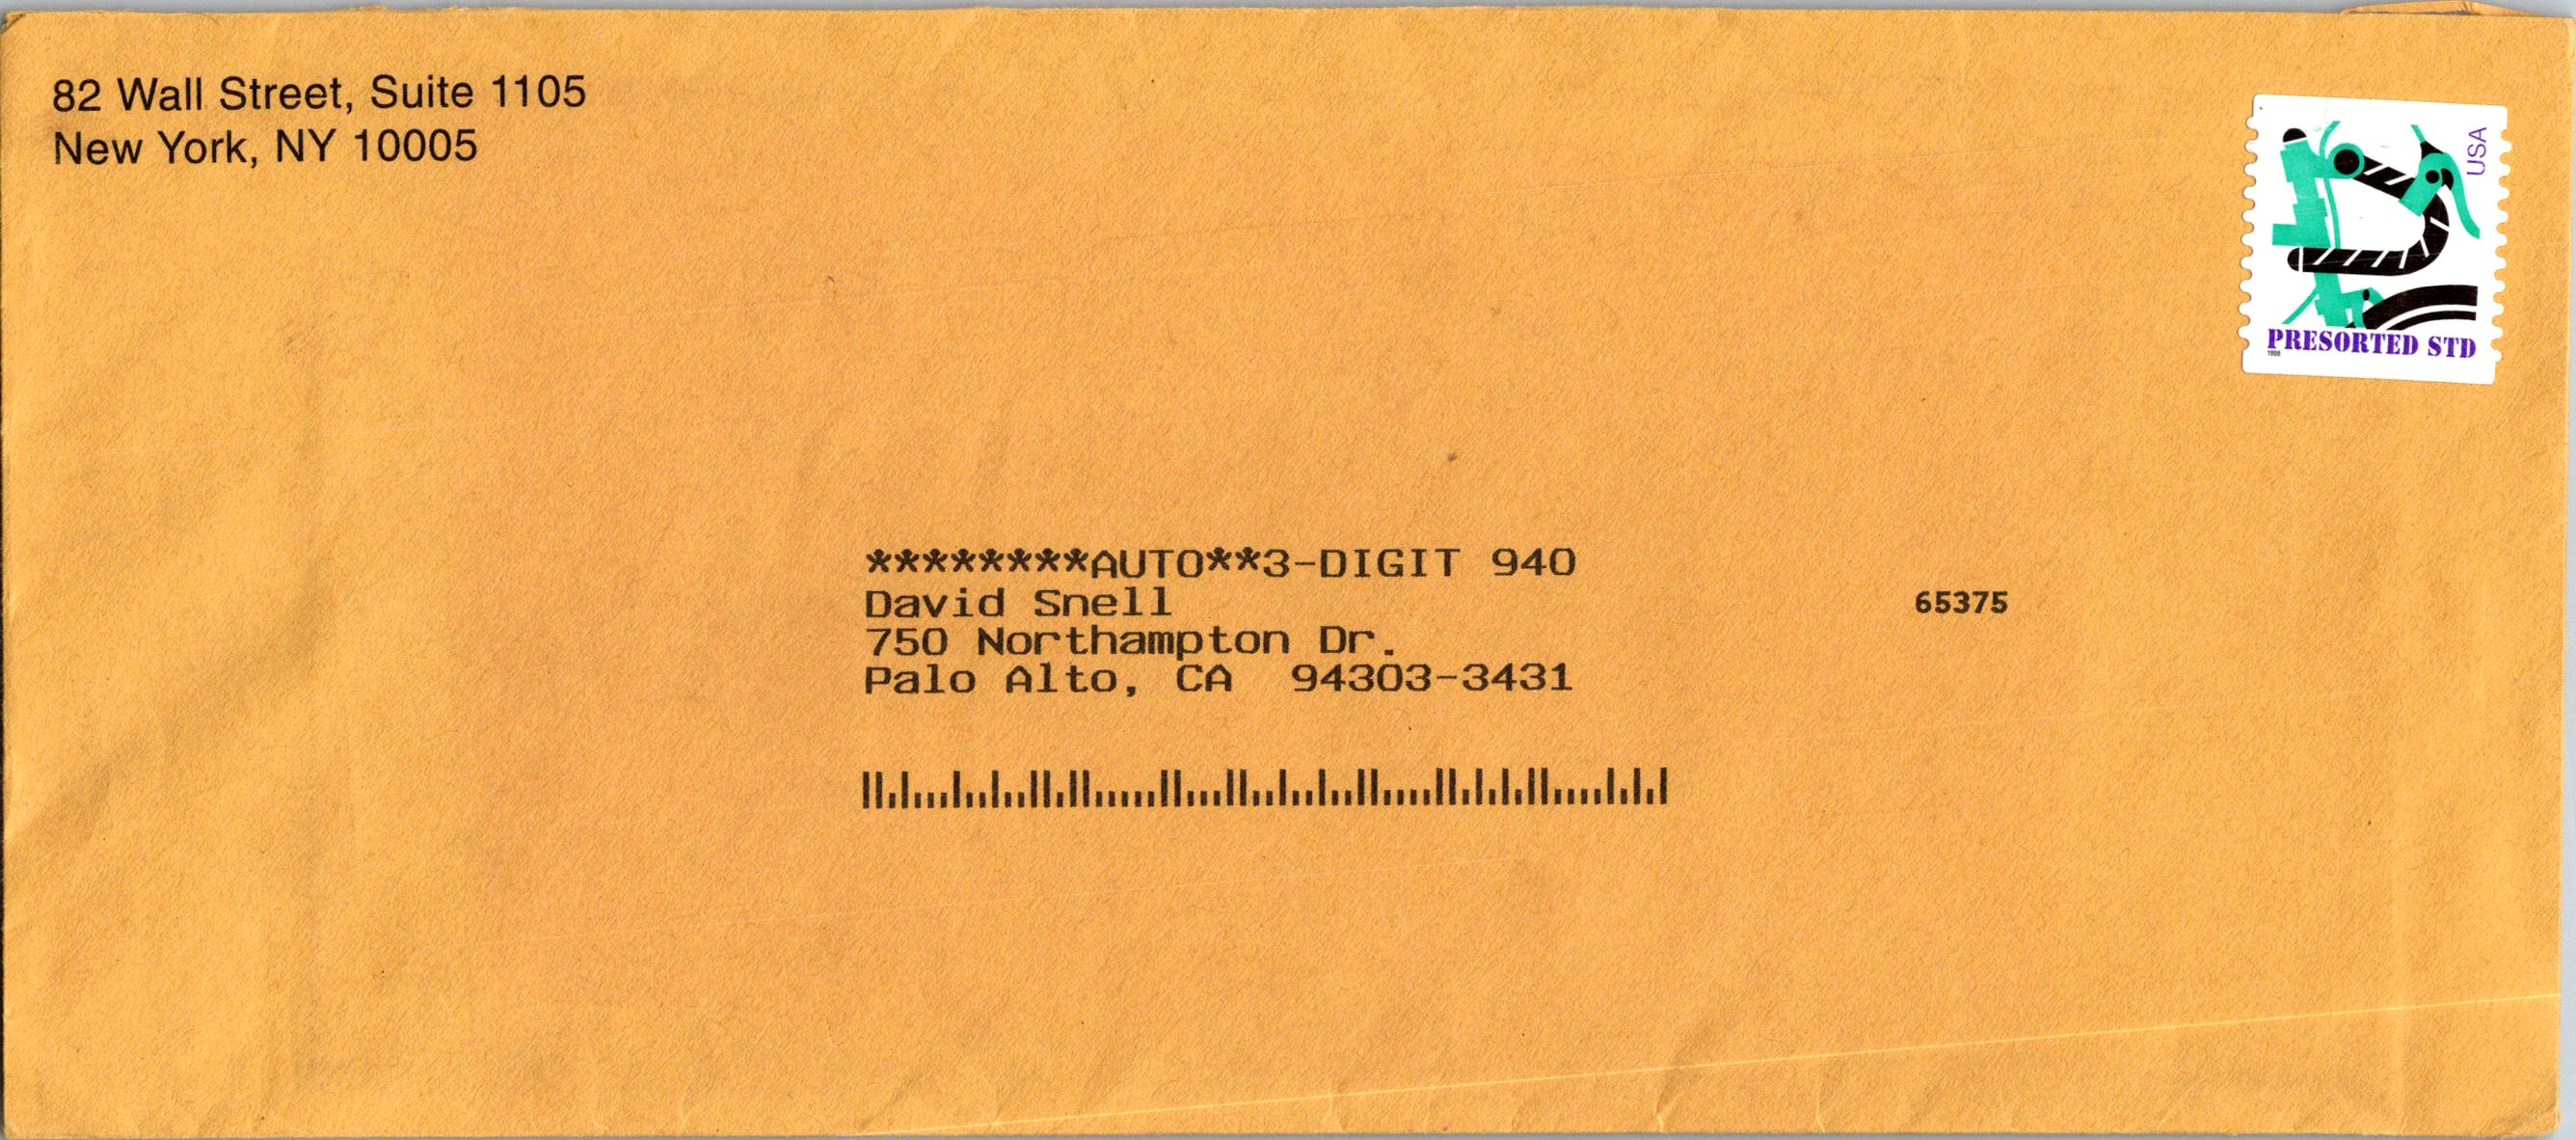 82 Wall Street, Suite 1105
New York, NY 10005
USA
PRESORTED STD
1998
********AUTO**3-DIGIT 940
David Snell
65375
750 Northampton Dr.
Palo Alto, CA 94303-3431